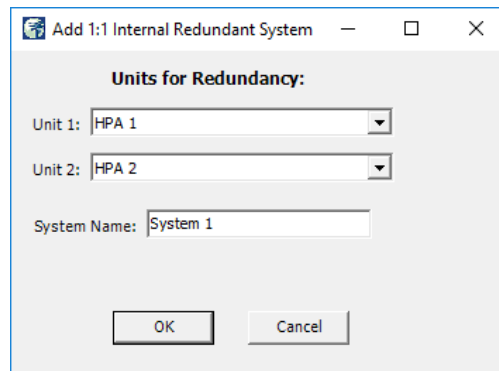 Add 1:1 Internal Redundant System
Units for Redundancy:
Unit 1: HPA 1
Unit 2: HPA 2
System Name: System 1
OK Cancel